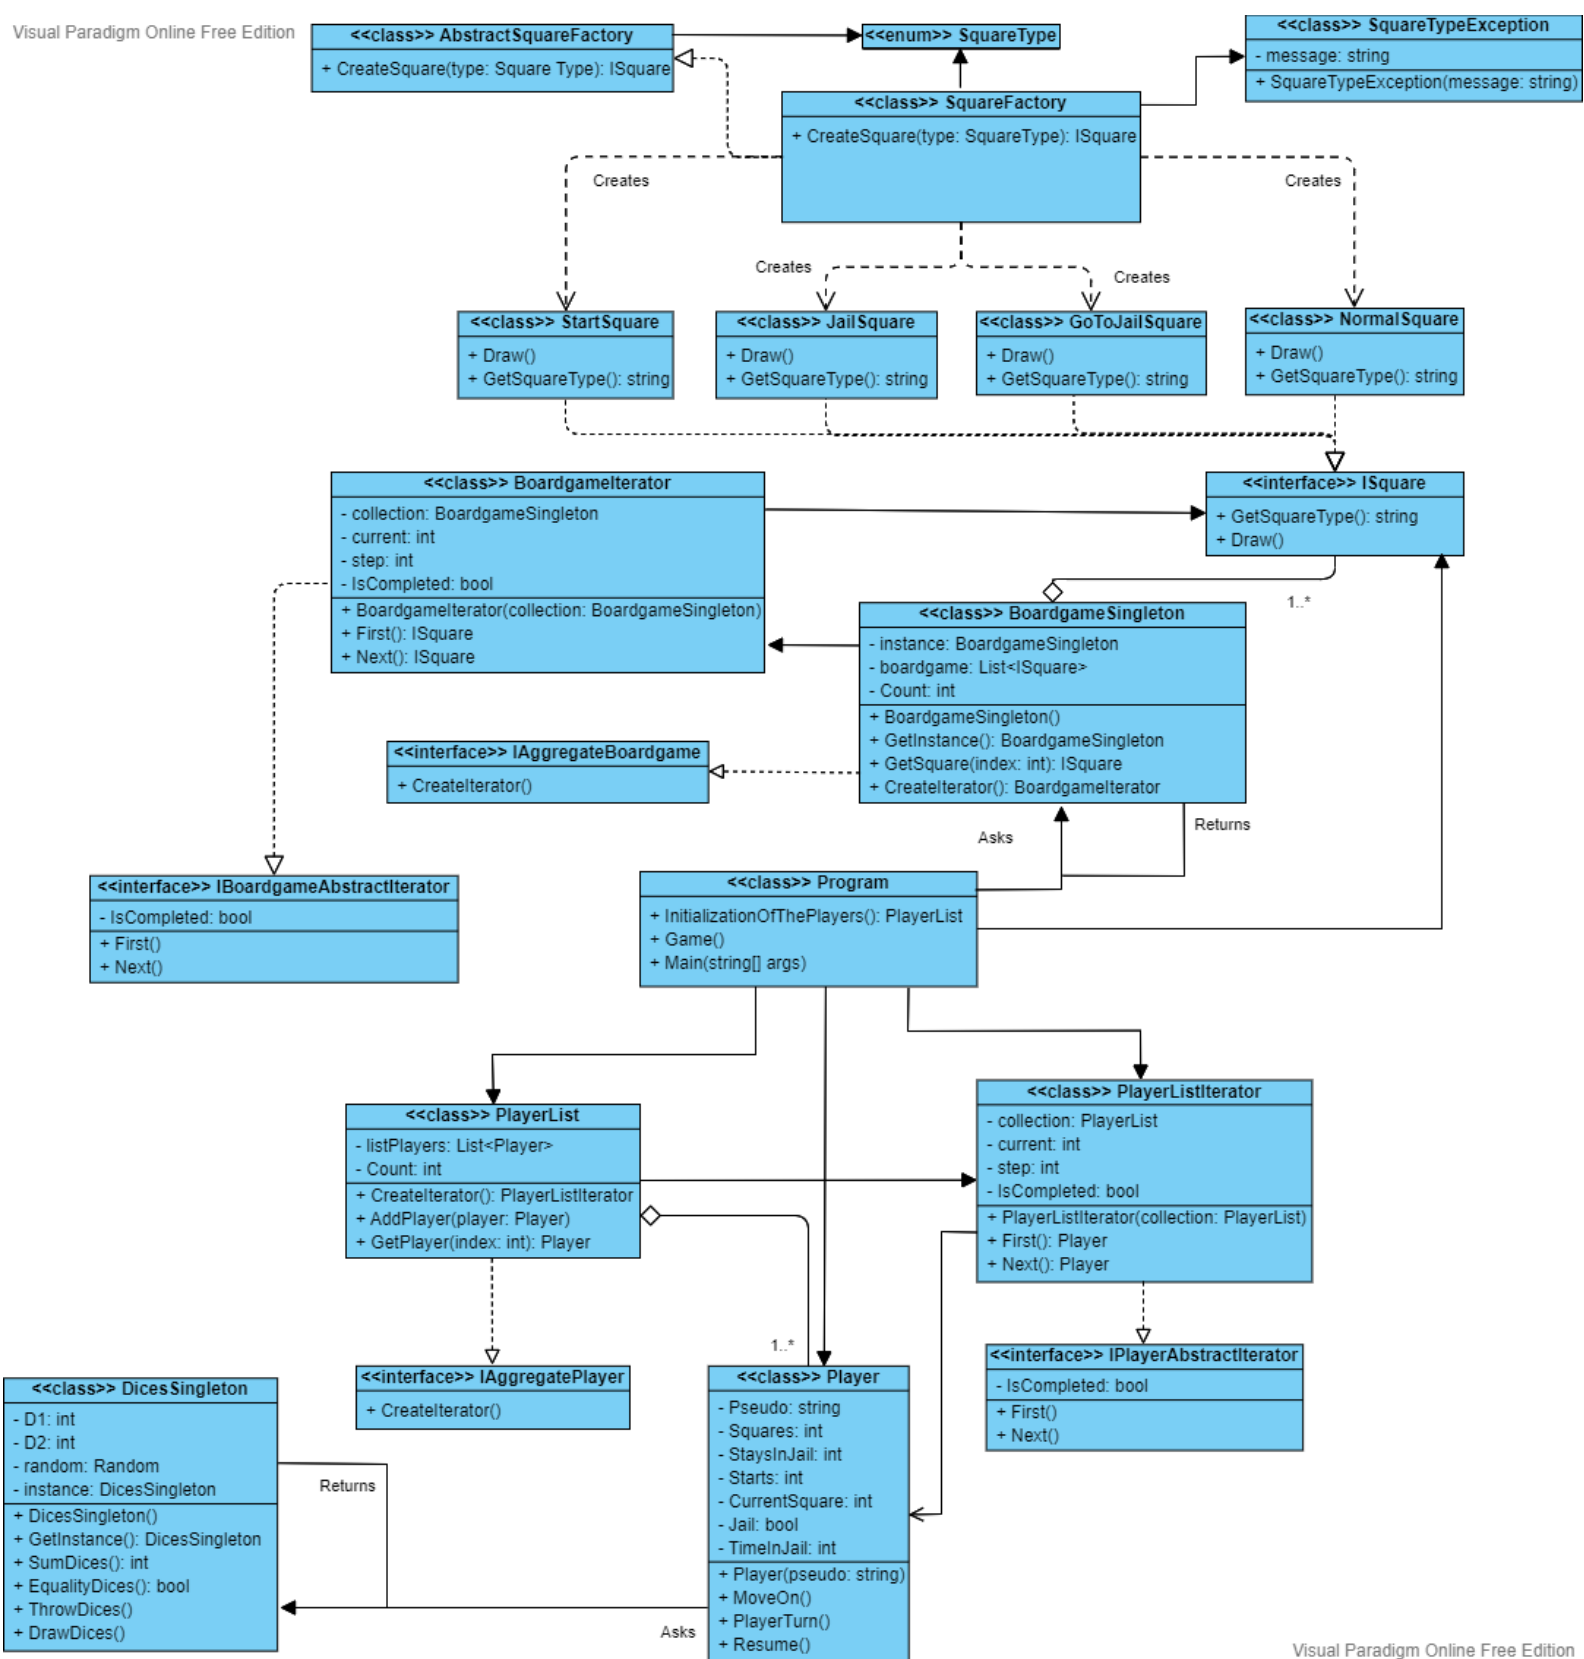 Visual Paradigm Online Free Edition
<<class>> AbstractSquareFactory
+ CreateSquare(type: Square Type): ISquare
<<enum>> SquareType
<<class>> SquareTypeException
- message: string
+ SquareTypeException(message: string)
<<class>> SquareFactory
+ CreateSquare(type: SquareType): ISquare
Creates
Creates
Creates
Creates
<<class>> StartSquare
+ Draw()
+ GetSquareType(): string
<<class>> JailSquare
+ Draw()
+ GetSquareType(): string
<<class>> GoToJailSquare
+ Draw()
+ GetSquareType(): string
<<class>> NormalSquare
+ Draw()
+ GetSquareType(): string
<<class>> BoardgameIterator
- collection: BoardgameSingleton
- current: int
- step: int
- IsCompleted: bool
+ BoardgameIterator(collection: BoardgameSingleton)
+ First(): ISquare
+ Next(): ISquare
<<interface>> ISquare
+ GetSquareType(): string
+ Draw()
1..*
<<class>> BoardgameSingleton
- instance: BoardgameSingleton
- boardgame: List<ISquare>
- Count: int
+ BoardgameSingleton()
+ GetInstance(): BoardgameSingleton
+ GetSquare(index: int): ISquare
+ CreateIterator(): BoardgameIterator
<<interface>> IAggregateBoardgame
+ CreateIterator()
Asks
Returns
<<interface>> IBoardgameAbstractIterator
- IsCompleted: bool
+ First()
+ Next()
<<class>> Program
+ InitializationOfThePlayers(): PlayerList
+ Game()
+ Main(string[] args)
<<class>> PlayerList
- listPlayers: List<Player>
- Count: int
+ CreateIterator(): PlayerListIterator
+ AddPlayer(player: Player)
+ GetPlayer(index: int): Player
<<class>> PlayerListIterator
- collection: PlayerList
- current: int
- step: int
- IsCompleted: bool
+ PlayerListIterator(collection: PlayerList)
+ First(): Player
+ Next(): Player
1..*
<<interface>> IAggregatePlayer
+ CreateIterator()
<<interface>> IPlayerAbstractIterator
- IsCompleted: bool
+ First()
+ Next()
<<class>> DicesSingleton
- D1: int
- D2: int
- random: Random
- instance: DicesSingleton
+ DicesSingleton()
+ GetInstance(): DicesSingleton
+ SumDices(): int
+ EqualityDices(): bool
+ ThrowDices()
+ DrawDices()
Returns
Asks
<<class>> Player
- Pseudo: string
- Squares: int
- StaysInJail: int
- Starts: int
- CurrentSquare: int
- Jail: bool
- TimeInJail: int
+ Player(pseudo: string)
+ MoveOn()
+ PlayerTurn()
+ Resume()
Visual Paradigm Online Free Edition